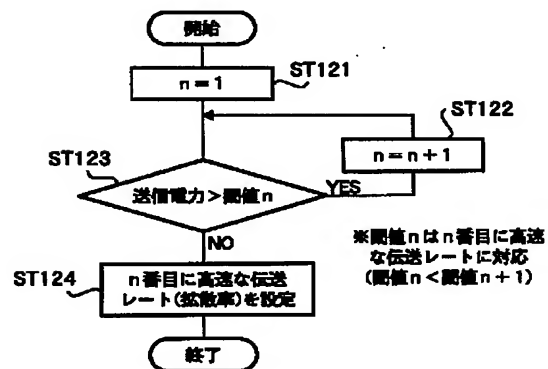 開始
n=1
ST121
ST122
n=n+1
ST123
送信電力>閾値n
YES
NO
※閾値nはn番目に高速
な伝送レートに対応
(閾値n<閾値n+1)
ST124
n番目に高速な伝送
レート(拡散率)を設定
終了